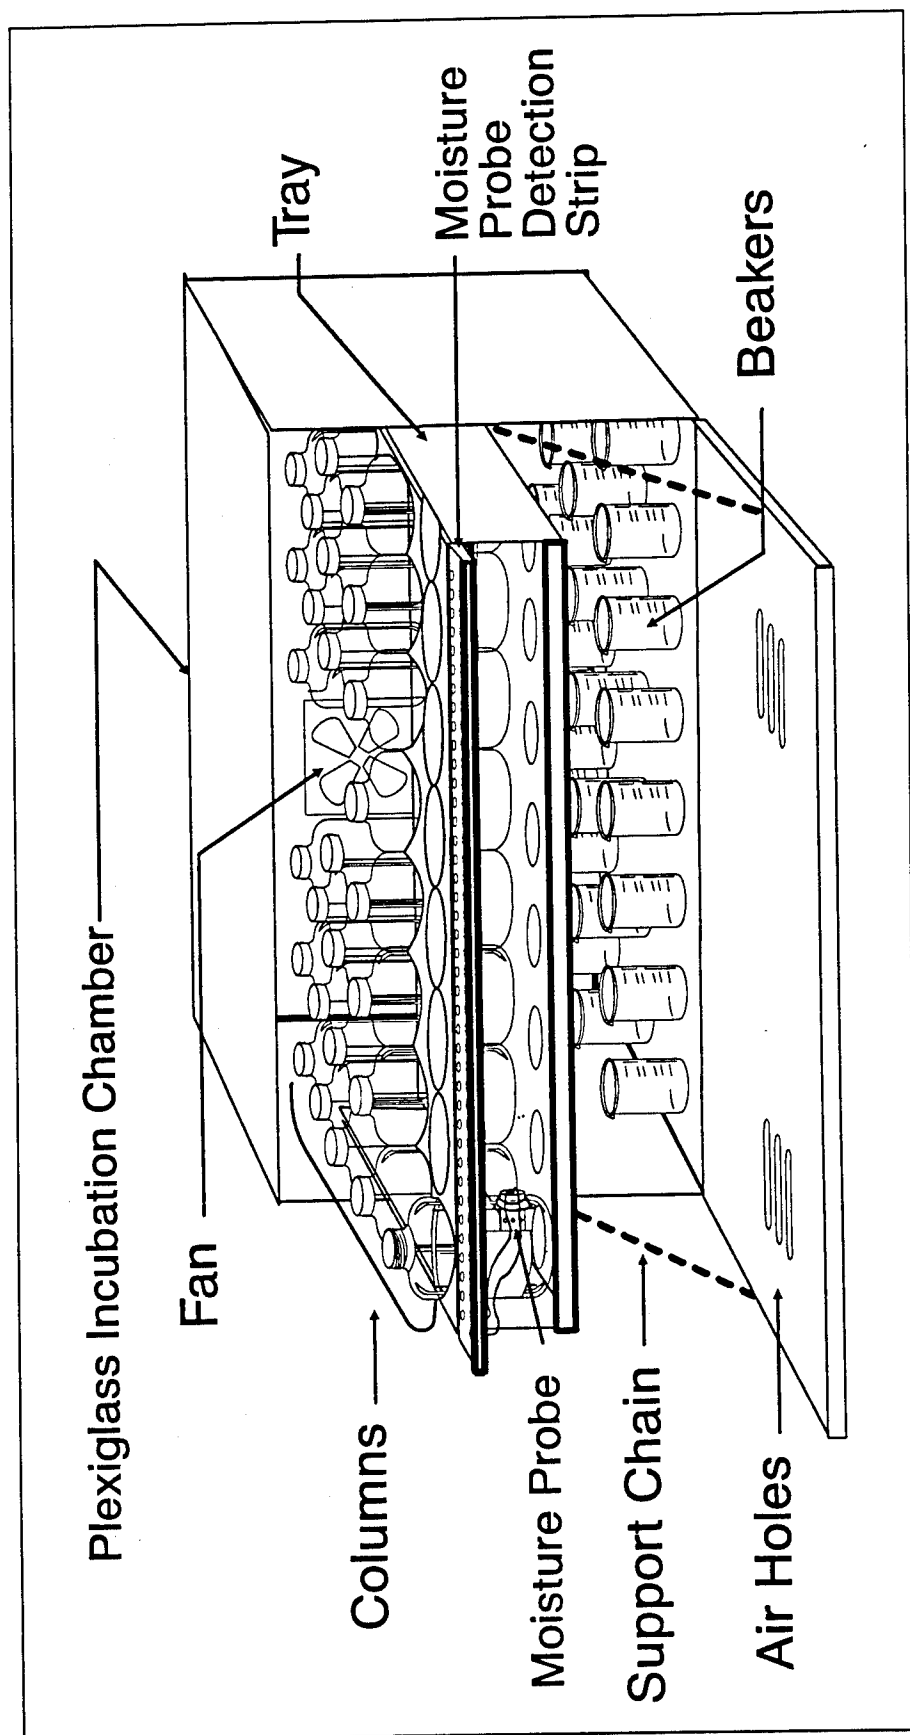 Plexiglass Incubation Chamber
Fan
Tray
Columns
Moisture
Probe
Detection
Strip
Moisture Probe
Support Chain
Beakers
Air Holes